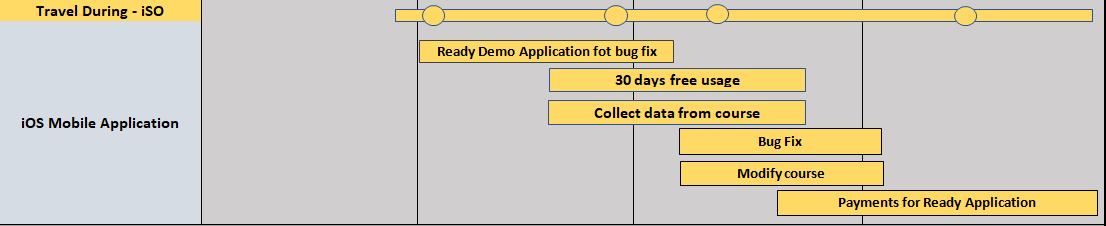 Travel During - iSO
Ready Demo Application fot bug fix
30 days free usage
iOS Mobile Application
Collect data from course
Bug Fix
Modify course
Payments for Ready Application